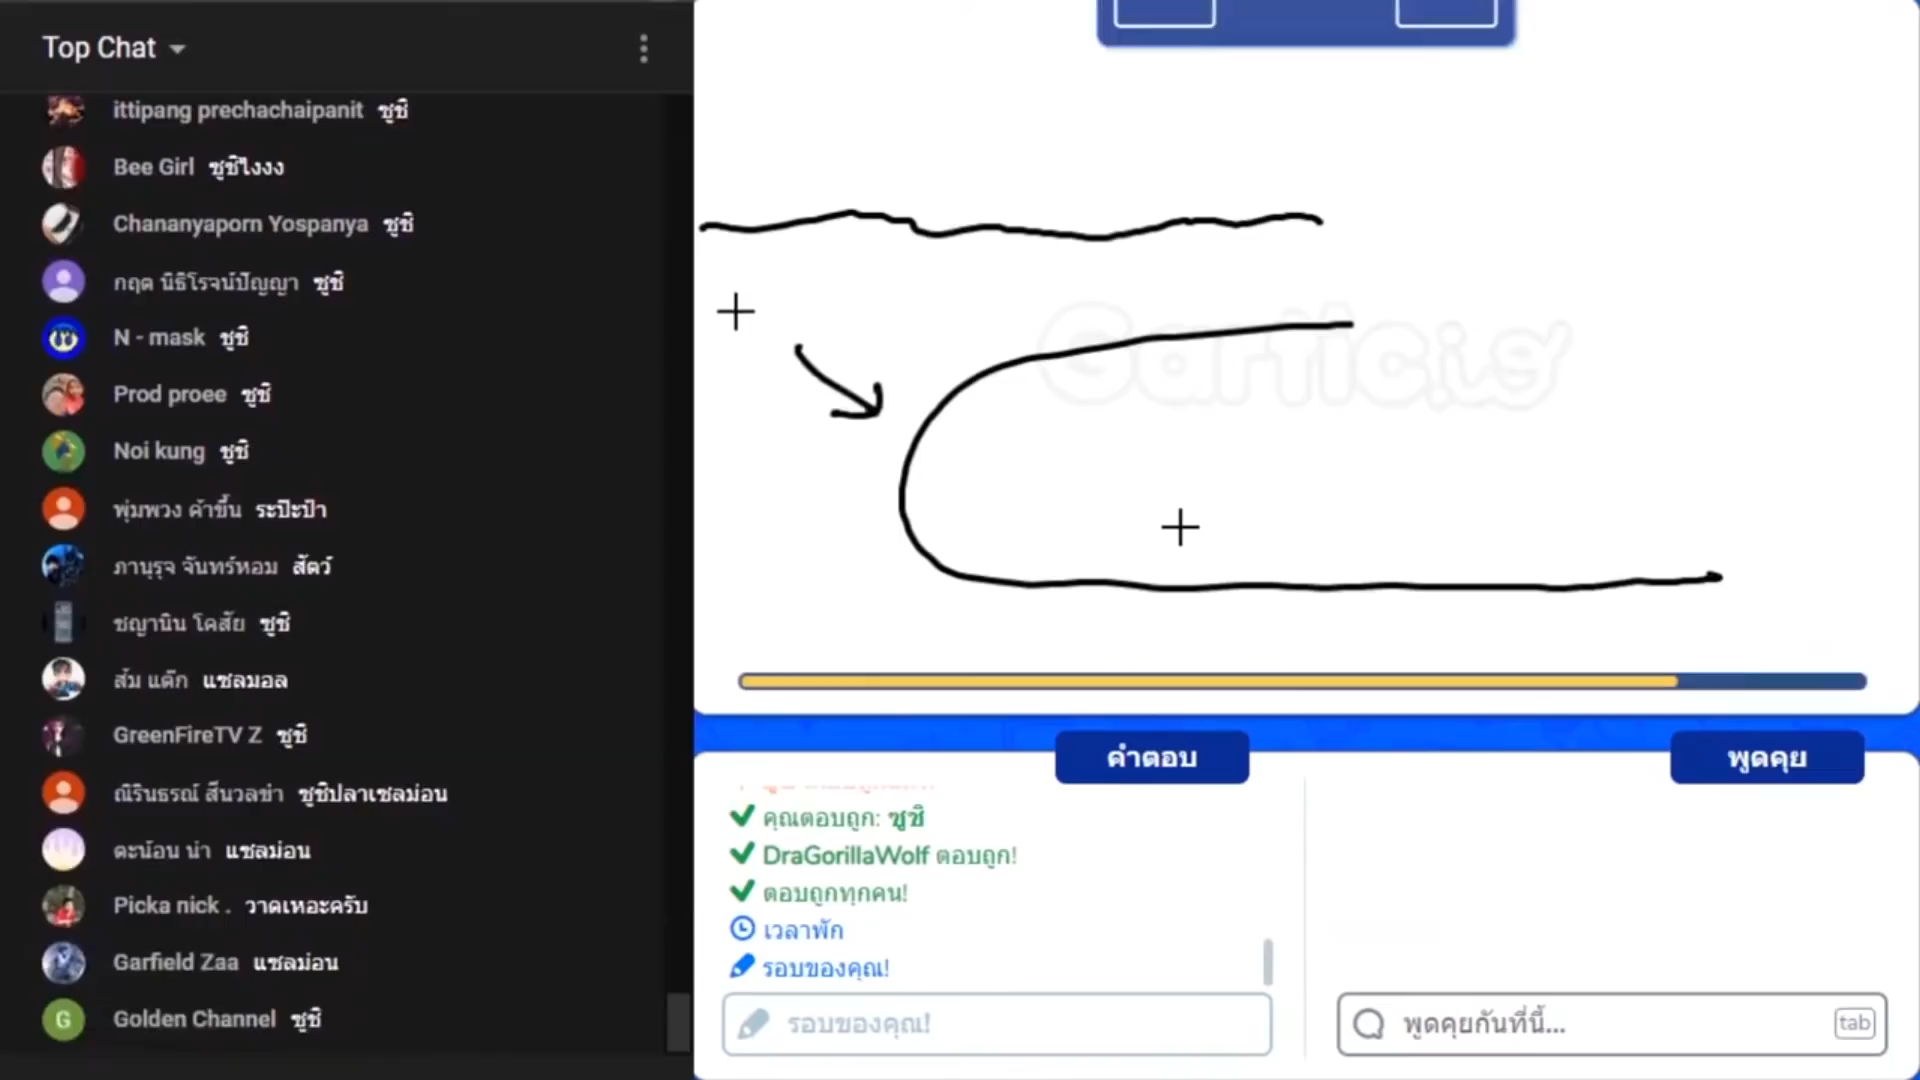 Top Chat
ittipang prechachaipanit ซูชิ
Bee Girl ซูชิไงงง
Chananyaporn Yospanya ซูชิ
กฤต นิธิโรจน์ปัญญา ซูชิ
N - mask ซูชิ
Prod proee ซูชิ
Noi kung ซูชิ
พุ่มพวง ค้าขึ้น ระป๊ะป๋า
ภานุรุจ จันทร์หอม สัตว์
ชญานิน โคสัย ซูชิ
ส้ม แต๊ก แซลมอล
GreenFireTV Z ซูชิ
ณิรินธรณ์ สีนวลขำ ซูชิปลาเซลม่อน
ตะน้อน น่า แซลม่อน
Picka nick . วาดเหอะครับ
Garfield Zaa แซลม่อน
G Golden Channel ซูชิ
Gartic.io
คำตอบ
พูดคุย
คุณตอบถูก: ซูชิ
DraGorillaWolf ตอบถูก!
ตอบถูกทุกคน!
เวลาพัก
รอบของคุณ!
รอบของคุณ!
พูดคุยกันที่นี้...
tab